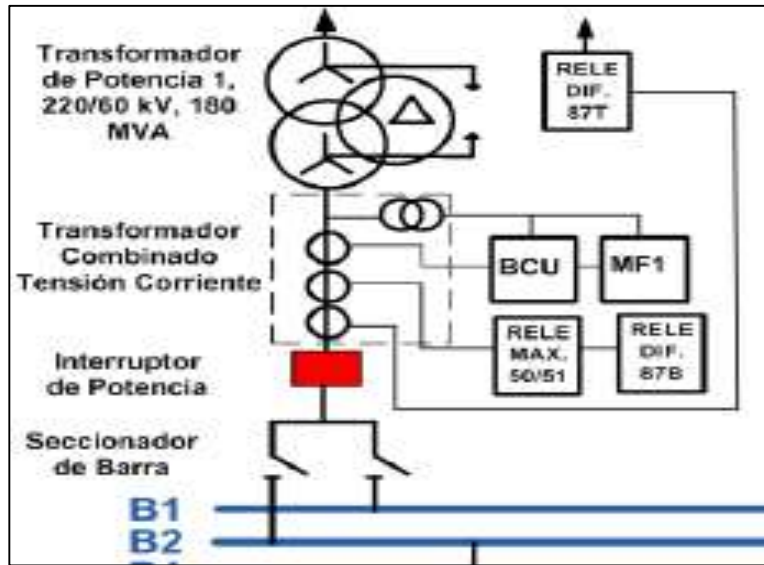 Transformador
de Potencia 1,
220/60 kV, 180
MVA
RELE
DIF.
87T
Transformador
Combinado
Tensión Corriente
BCU
MF1
RELE
MAX.
50/51
RELE
DIF.
87B
Interruptor
de Potencia
Seccionador
de Barra
B1
B2